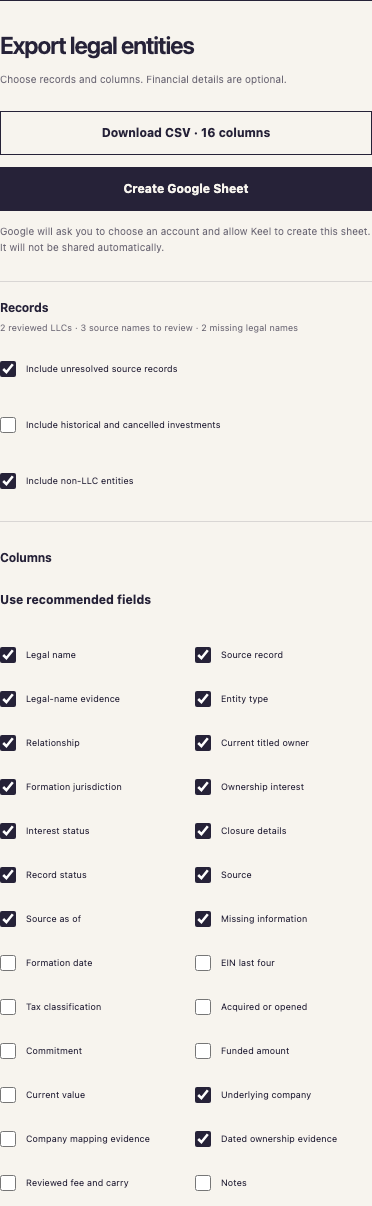 Export legal entities
Choose records and columns. Financial details are optional.
Download CSV · 16 columns
Create Google Sheet
Google will ask you to choose an account and allow Keel to create this sheet.
It will not be shared automatically.
Records
2 reviewed LLCs · 3 source names to review · 2 missing legal names
Include unresolved source records
Include historical and cancelled investments
Include non-LLC entities
Columns
Use recommended fields
Legal name
Source record
Legal-name evidence
Entity type
Relationship
Current titled owner
Formation jurisdiction
Ownership interest
Interest status
Closure details
Record status
Source
Source as of
Missing information
Formation date
EIN last four
Tax classification
Acquired or opened
Commitment
Funded amount
Current value
Underlying company
Company mapping evidence
Dated ownership evidence
Reviewed fee and carry
Notes